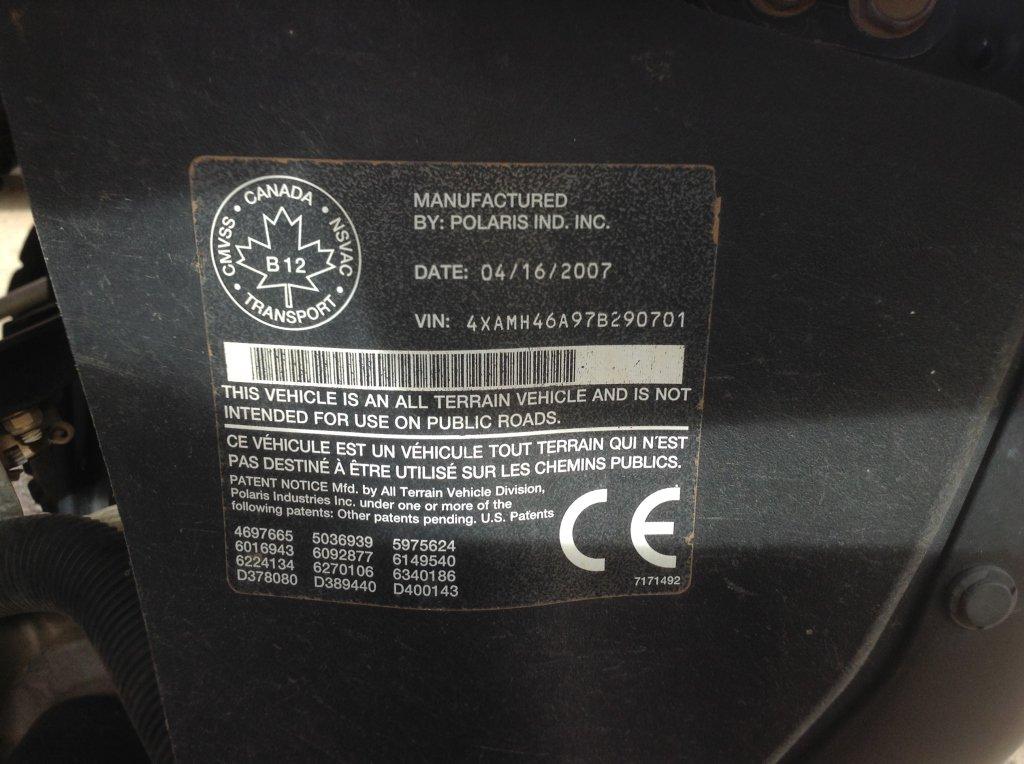 CMVSS • CANADA • NSVAC • TRANSPORT •
B 12
MANUFACTURED
BY: POLARIS IND. INC.
DATE: 04/16/2007
VIN: 4XAMH46A97B290701
THIS VEHICLE IS AN ALL TERRAIN VEHICLE AND IS NOT
INTENDED FOR USE ON PUBLIC ROADS.
CE VÉHICULE EST UN VÉHICULE TOUT TERRAIN QUI N'EST
PAS DESTINÉ À ÊTRE UTILISÉ SUR LES CHEMINS PUBLICS.
PATENT NOTICE Mfd. by All Terrain Vehicle Division,
Polaris Industries Inc. under one or more of the
following patents: Other patents pending. U.S. Patents
4697665 5036939 5975624
6016943 6092877 6149540
6224134 6270106 6340186
D378080 D389440 D400143
CE
7171492